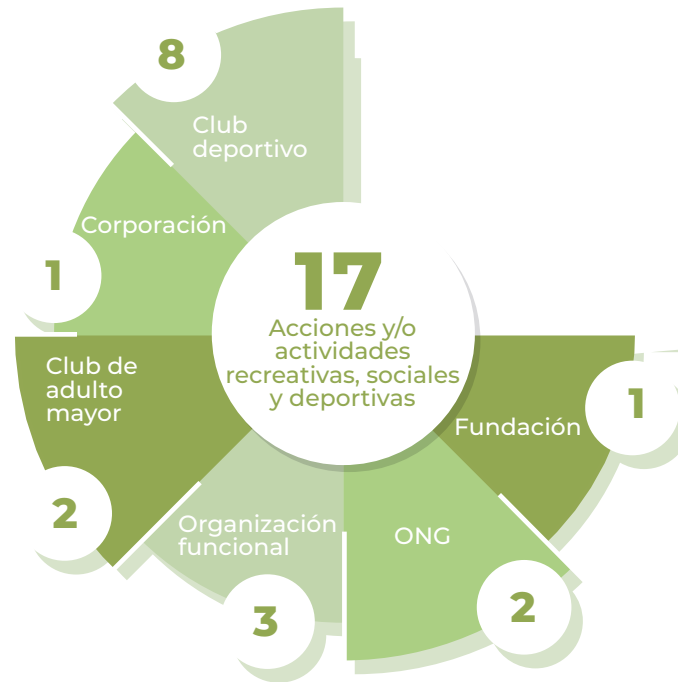 8
Club
deportivo
Corporación
1
17
Acciones y/o
actividades
recreativas, sociales
y deportivas
Club de
adulto
mayor
2
Fundación
1
Organización
funcional
3
ONG
2